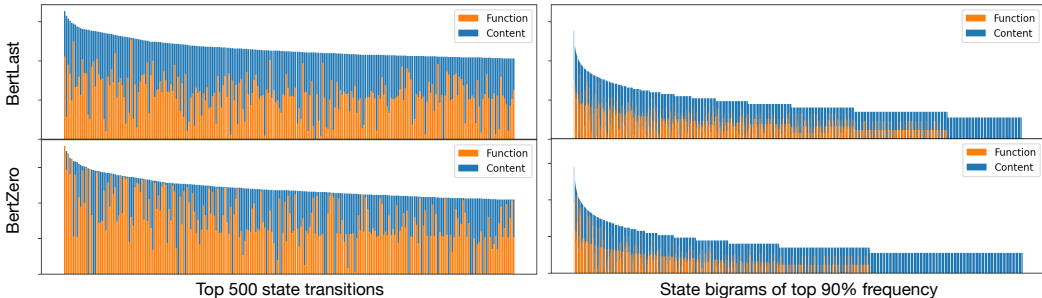 BertLast
Function
Content
Function
Content
BertZero
Function
Content
Function
Content
Top 500 state transitions
State bigrams of top 90% frequency